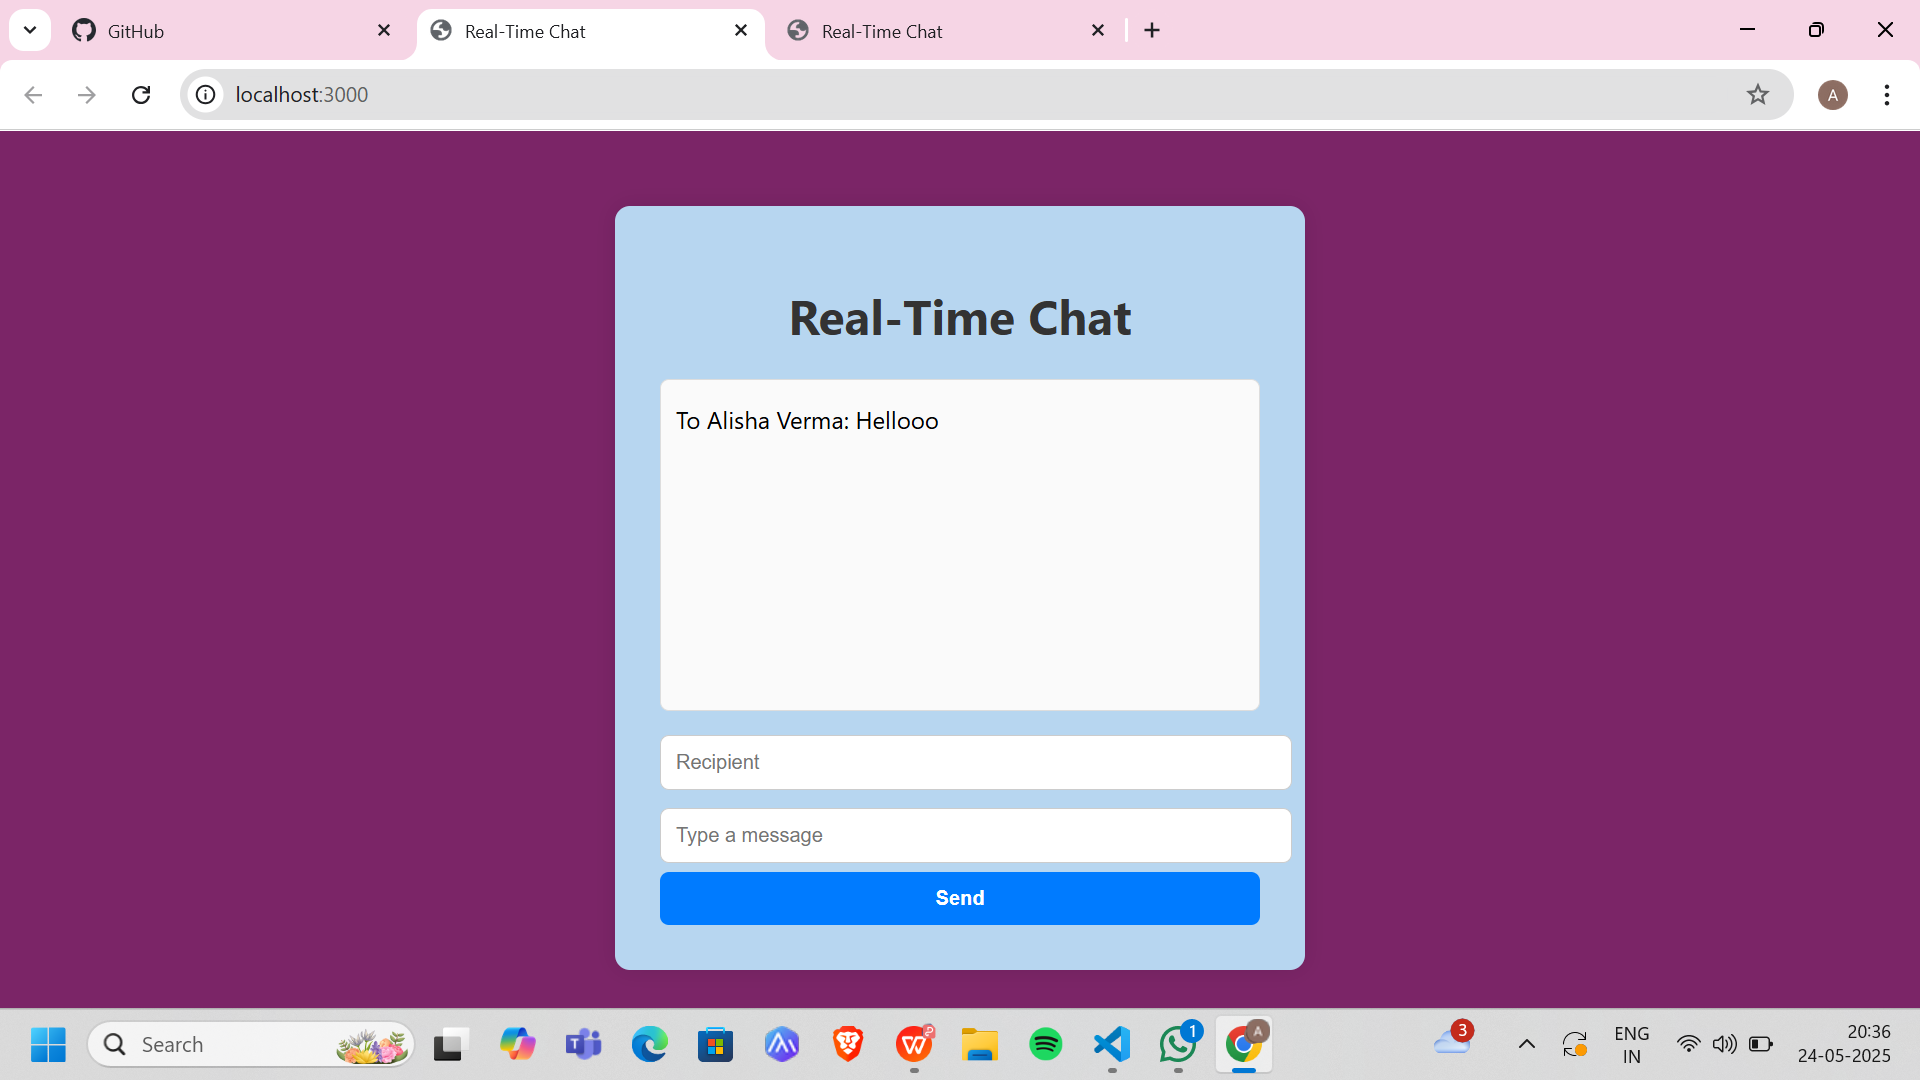 GitHub
Real-Time Chat
Real-Time Chat
localhost:3000
A
Real-Time Chat
To Alisha Verma: Hellooo
Recipient
Type a message
Send
Search
1
A
3
ENG
IN
20:36
24-05-2025